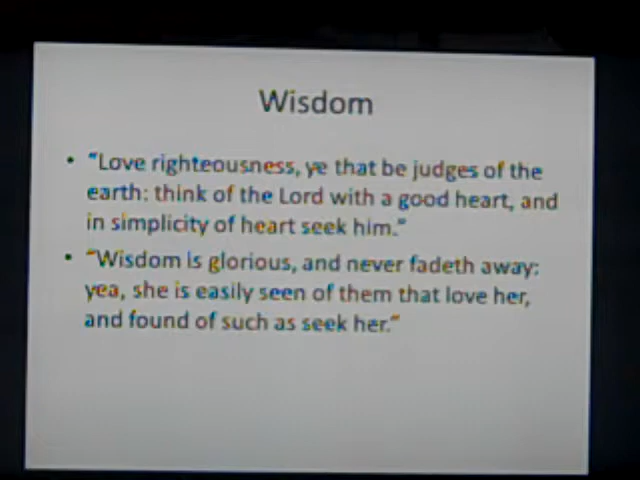 Wisdom
• "Love righteousness, ye that be judges of the
earth: think of the Lord with a good heart, and
in simplicity of heart seek him."
• "Wisdom is glorious, and never fadeth away:
yea, she is easily seen of them that love her,
and found of such as seek her."